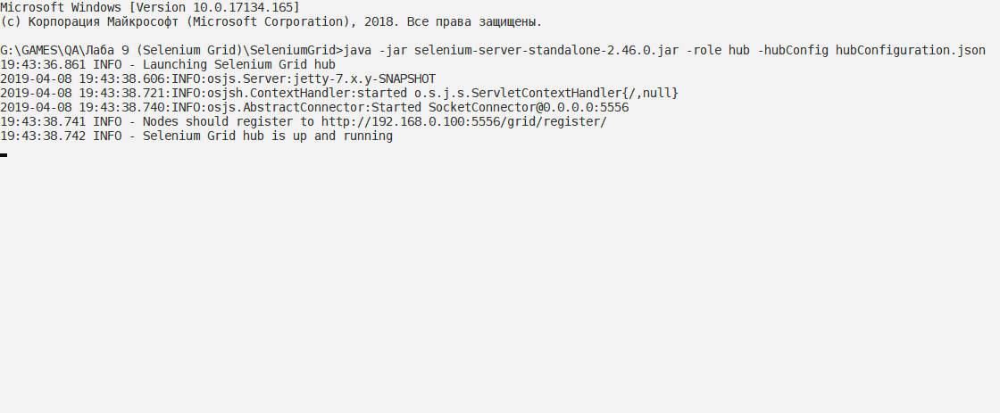 Microsoft Windows [Version 10.0.17134.165]
(c) Корпорация Майкрософт (Microsoft Corporation), 2018. Все права защищены.
G:\GAMES\QA\Лаба 9 (Selenium Grid)\SeleniumGrid>java -jar selenium-server-standalone-2.46.0.jar -role hub -hubConfig hubConfiguration.json
19:43:36.861 INFO - Launching Selenium Grid hub
2019-04-08 19:43:38.606:INFO:osjs.Server:jetty-7.x.y-SNAPSHOT
2019-04-08 19:43:38.721:INFO:osjsh.ContextHandler:started o.s.j.s.ServletContextHandler{/,null}
2019-04-08 19:43:38.740:INFO:osjs.AbstractConnector:Started SocketConnector@0.0.0.0:5556
19:43:38.741 INFO - Nodes should register to http://192.168.0.100:5556/grid/register/
19:43:38.742 INFO - Selenium Grid hub is up and running